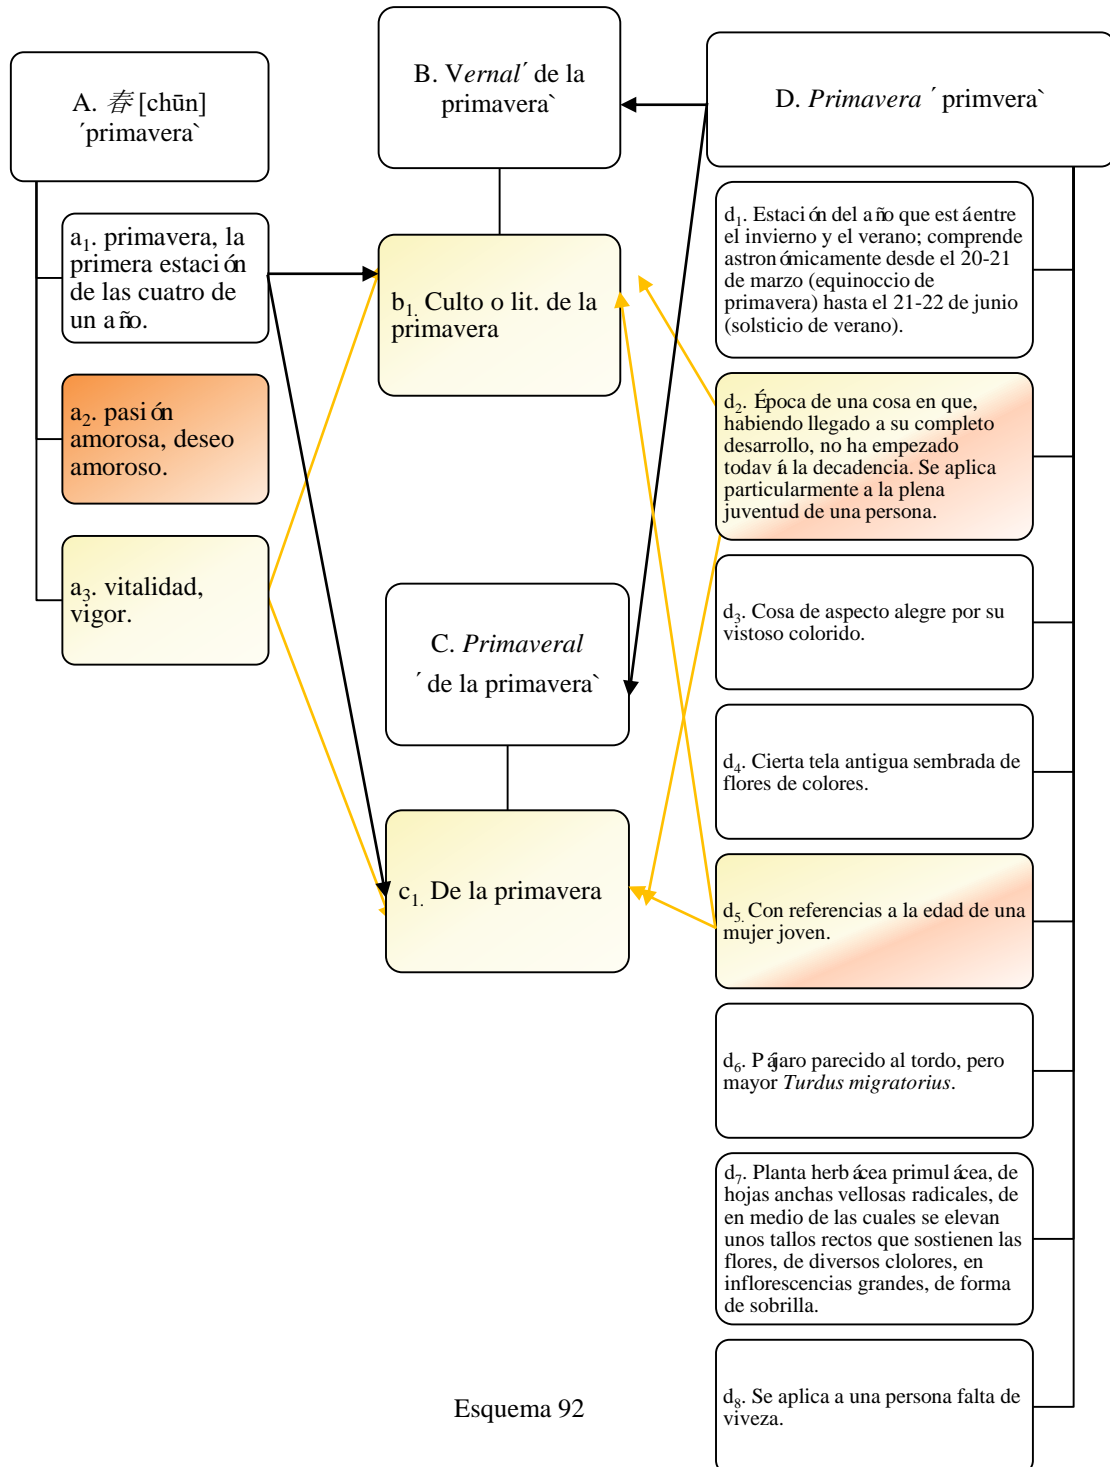 A. 春 [chūn]
´primavera`
a1. primavera, la
primera estación
de las cuatro de
un año.
a2. pasión
amorosa, deseo
amoroso.
a3. vitalidad,
vigor.
B. Vernal´ de la
primavera`
b1. Culto o lit. de la
primavera
C. Primaveral
´ de la primavera`
c1. De la primavera
D. Primavera ´ primvera`
d1. Estación del año que está entre
el invierno y el verano; comprende
astronómicamente desde el 20-21
de marzo (equinoccio de
primavera) hasta el 21-22 de junio
(solsticio de verano).
d2. Época de una cosa en que,
habiendo llegado a su completo
desarrollo, no ha empezado
todavía la decadencia. Se aplica
particularmente a la plena
juventud de una persona.
d3. Cosa de aspecto alegre por su
vistoso colorido.
d4. Cierta tela antigua sembrada de
flores de colores.
d5. Con referencias a la edad de una
mujer joven.
d6. Pájaro parecido al tordo, pero
mayor Turdus migratorius.
d7. Planta herbácea primulácea, de
hojas anchas vellosas radicales, de
en medio de las cuales se elevan
unos tallos rectos que sostienen las
flores, de diversos clolores, en
inflorescencias grandes, de forma
de sobrilla.
d8. Se aplica a una persona falta de
viveza.
Esquema 92